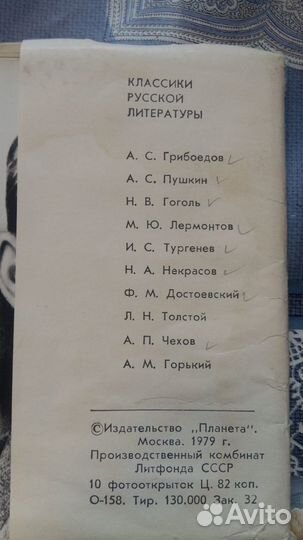 КЛАССИКИ
РУССКОЙ
ЛИТЕРАТУРЫ
А. С. Грибоедов
А. С. Пушкин
Н. В. Гоголь
М. Ю. Лермонтов
И. С. Тургенев
Н. А. Некрасов
Ф. М. Достоевский
Л. Н. Толстой
А. П. Чехов
А. М. Горький
©Издательство „Планета".
Москва. 1979 г.
Производственный комбинат
Литфонда СССР
10 фотооткрыток Ц. 82 коп.
О-158. Тир. 130.000 Зак. 32
Avito